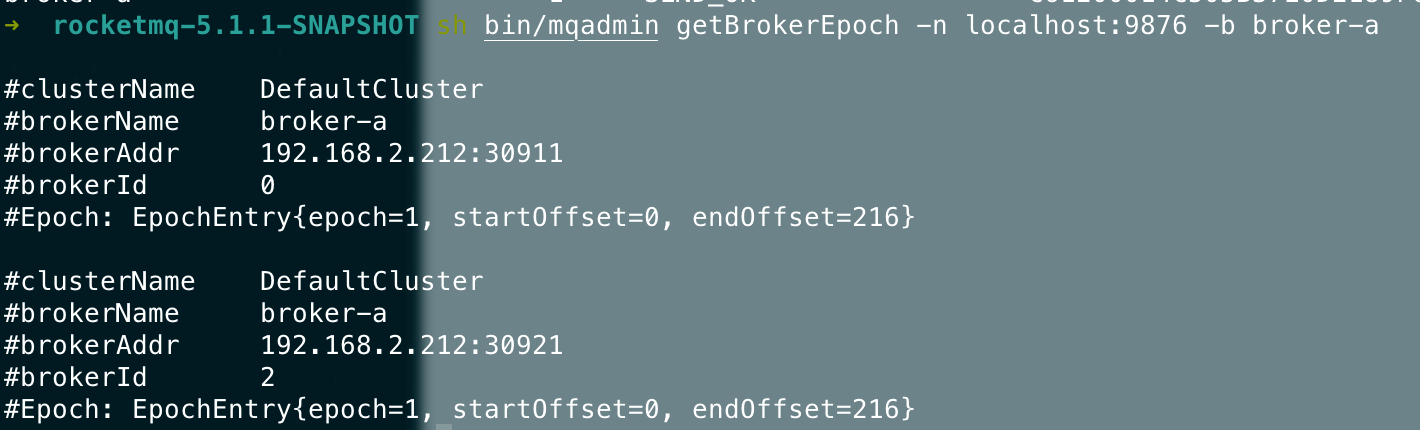 ➜  rocketmq-5.1.1-SNAPSHOT sh bin/mqadmin getBrokerEpoch -n localhost:9876 -b broker-a
#clusterName    DefaultCluster
#brokerName     broker-a
#brokerAddr     192.168.2.212:30911
#brokerId       0
#Epoch: EpochEntry{epoch=1, startOffset=0, endOffset=216}
#clusterName    DefaultCluster
#brokerName     broker-a
#brokerAddr     192.168.2.212:30921
#brokerId       2
#Epoch: EpochEntry{epoch=1, startOffset=0, endOffset=216}